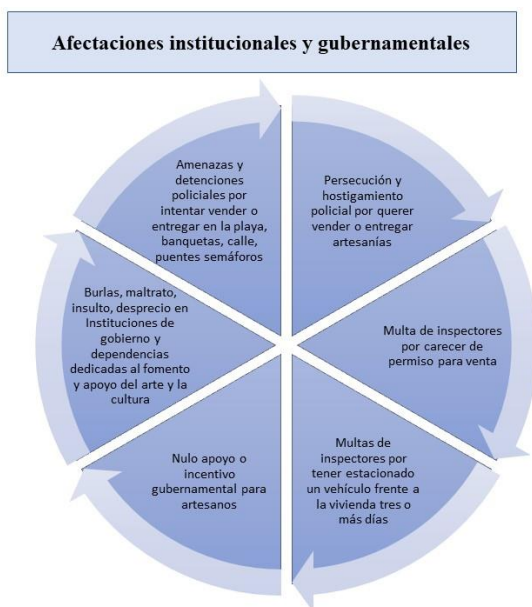 Afectaciones institucionales y gubernamentales
Amenazas y
detenciones
policiales por
intentar vender o
entregar en la playa,
banquetas, calle,
puentes semáforos
Persecución y
hostigamiento
policial por querer
vender o entregar
artesanías
Multa de inspectores
por carecer de
permiso para venta
Multas de
inspectores por
tener estacionado
un vehículo frente a
la vivienda tres o
más días
Nulo apoyo o
incentivo
gubernamental para
artesanos
Burlas, maltrato,
insulto, desprecio en
Instituciones de
gobierno y
dependencias
dedicadas al fomento
y apoyo del arte y la
cultura